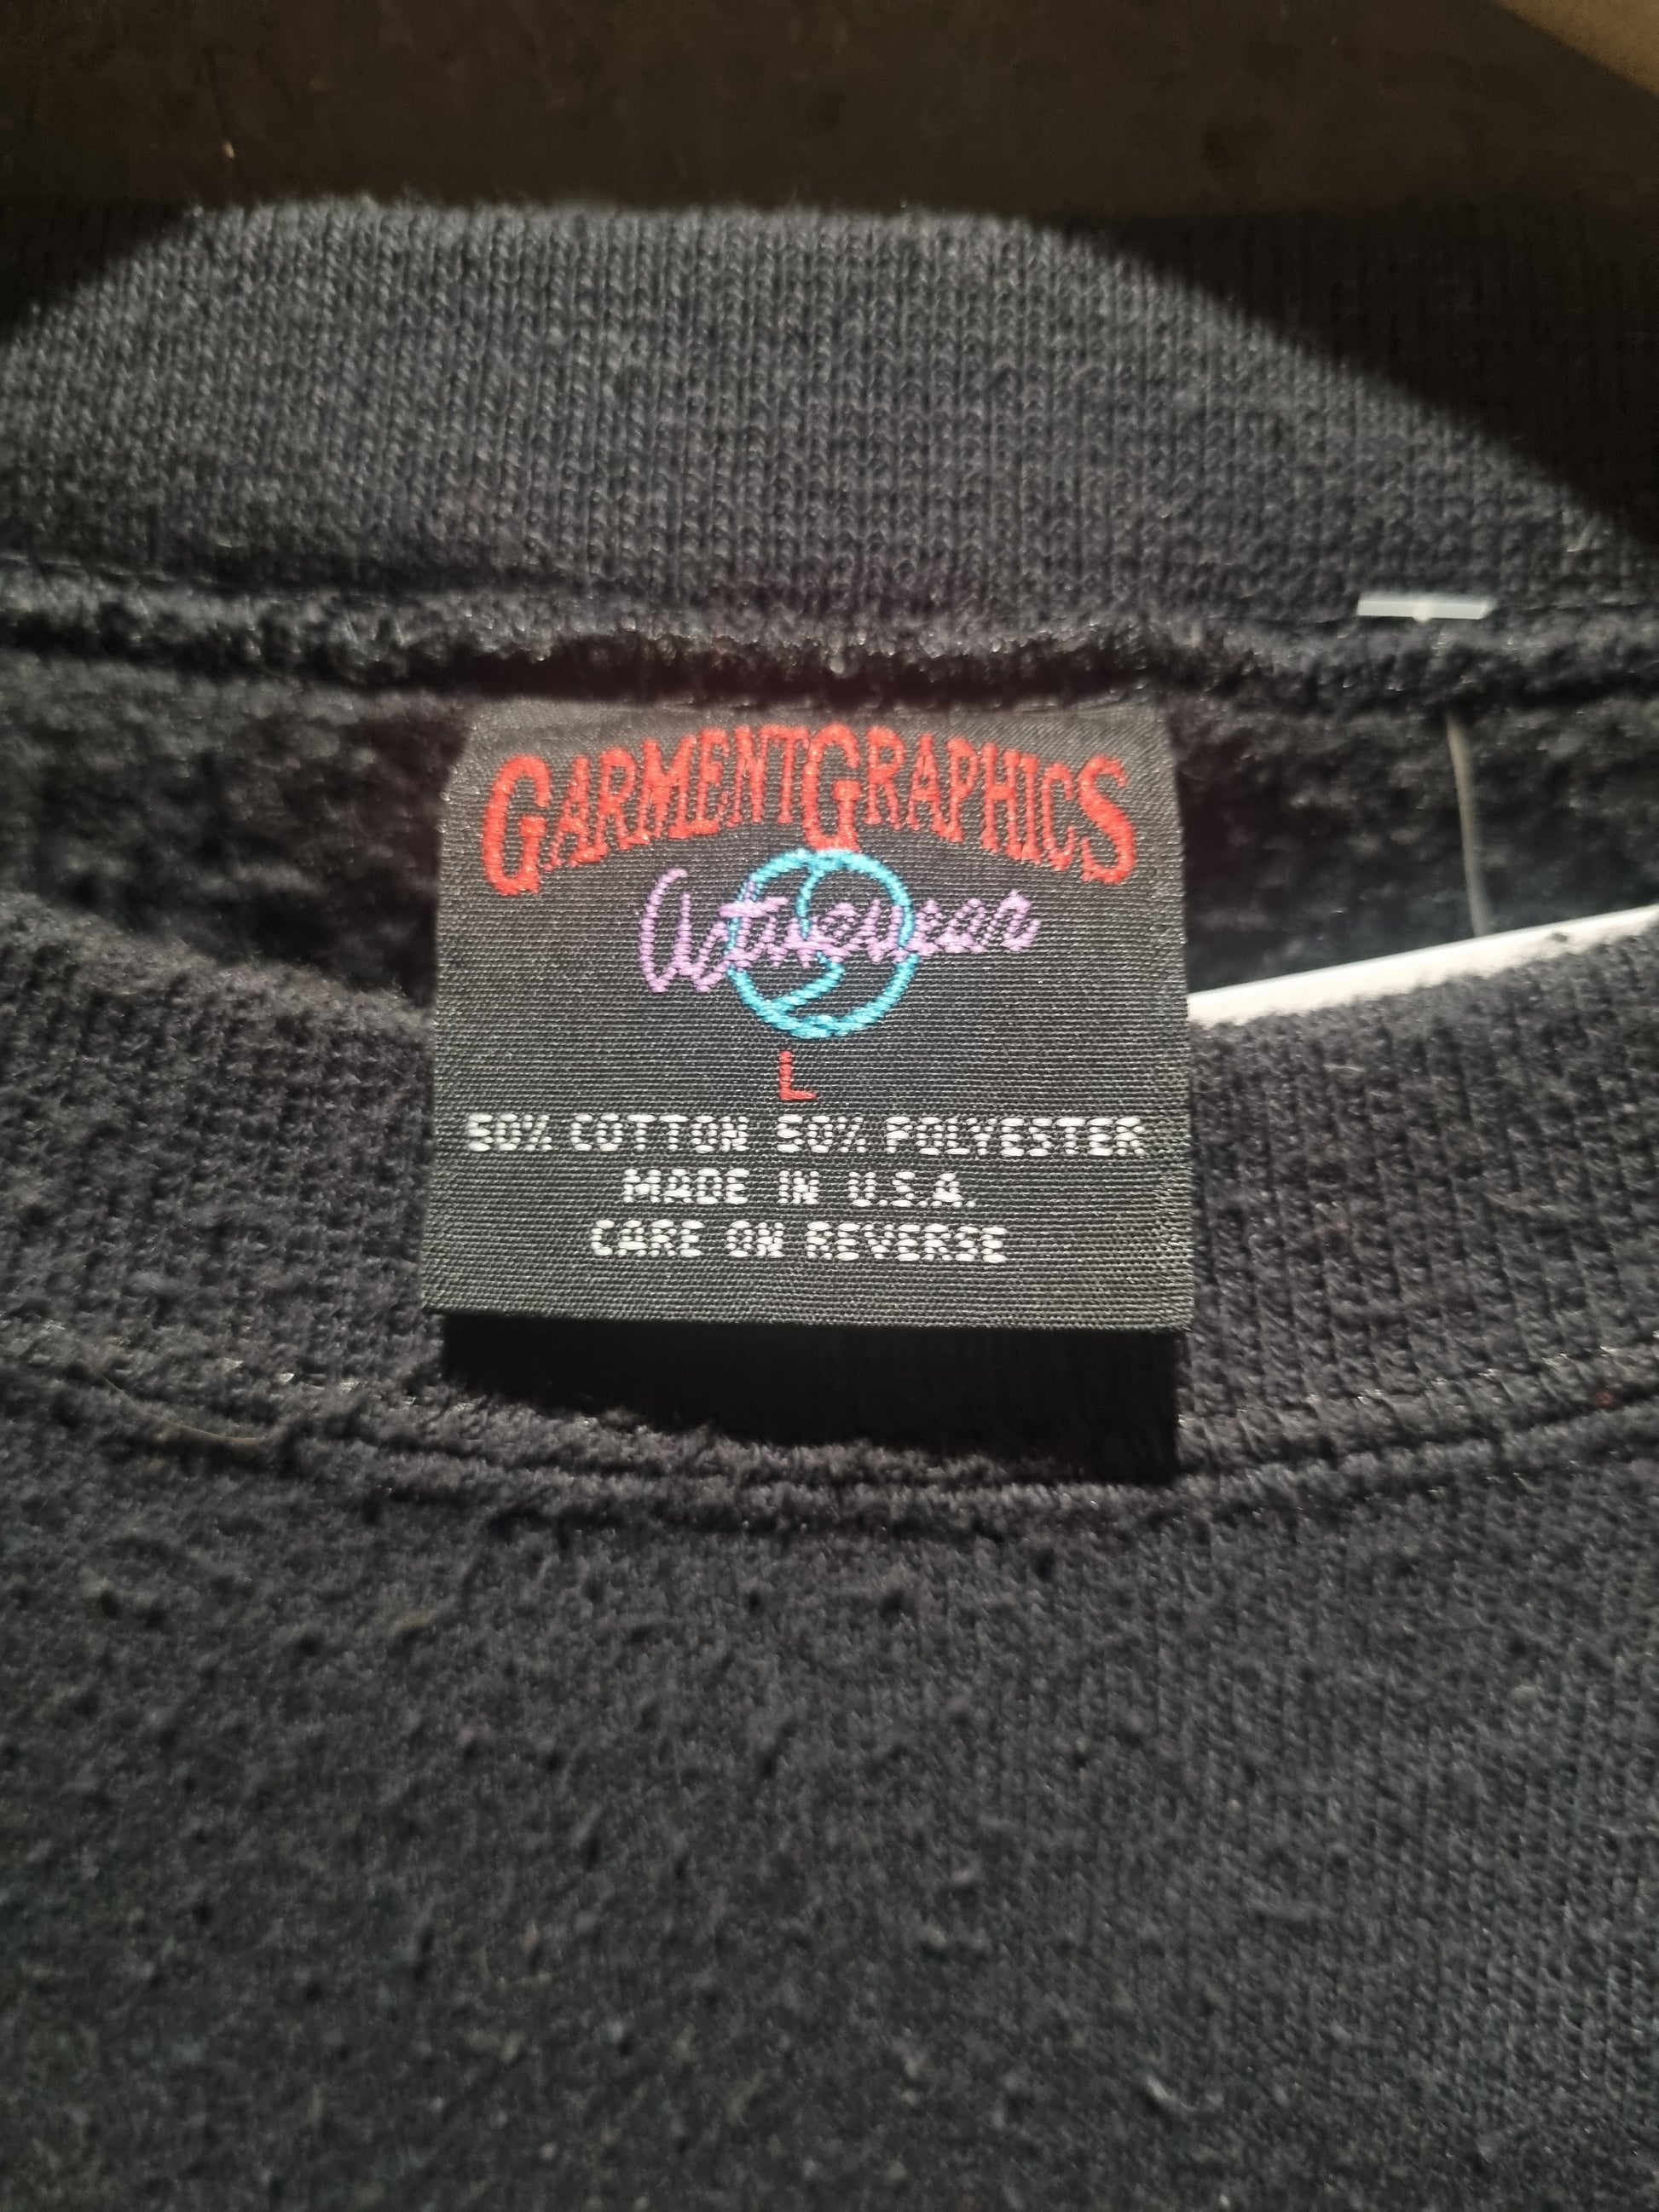 GARMENTGRAPHICS
Activewear
L
50% COTTON 50% POLYESTER
MADE IN U.S.A.
CARE ON REVERSE